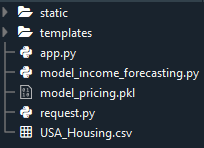 static
templates
app.py
model_income_forecasting.py
model_pricing.pkl
request.py
USA_Housing.csv